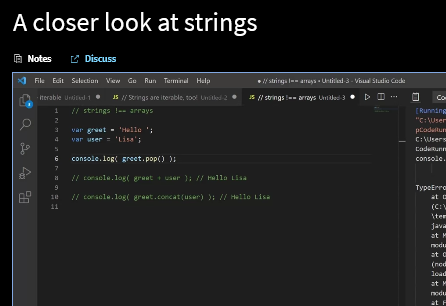 A closer look at strings
Notes Discuss
File Edit Selection View Go Run Terminal Help ● // strings !== arrays • Untitled-3 - Visual Studio Code
iterable Untitled-1 ● JS // Strings are iterable, too! Untitled-2 ● JS // strings !== arrays Untitled-3 ●
1 // strings !== arrays
2
3 var greet = 'Hello ';
4 var user = 'Lisa';
5
6 console.log( greet.pop() );
7
8 // console.log( greet + user ); // Hello Lisa
9
10 // console.log( greet.concat(user) ); // Hello Lisa
11
[Running
"C:\User
pCodeRun
C:\Users
CodeRunn
console.
TypeErro
at O
(C:\
\tem
java
at M
modu
at O
(nod
load
at M
modu
at F